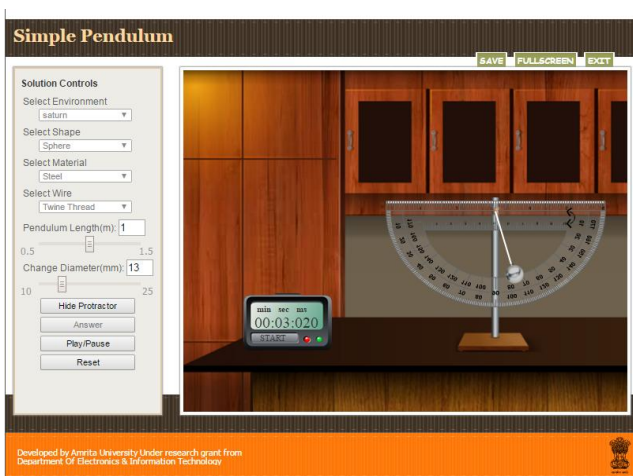 Simple Pendulum
SAVE FULLSCREEN EXIT
Solution Controls
Select Environment
saturn
Select Shape
Sphere
Select Material
Steel
Select Wire
Twine Thread
Pendulum Length(m): 1
0.5 1.5
Change Diameter(mm): 13
10 25
Hide Protractor
Answer
Play/Pause
Reset
min sec ms
00:03:020
START
Developed by Amrita University Under research grant from
Department Of Electronics & Information Technology